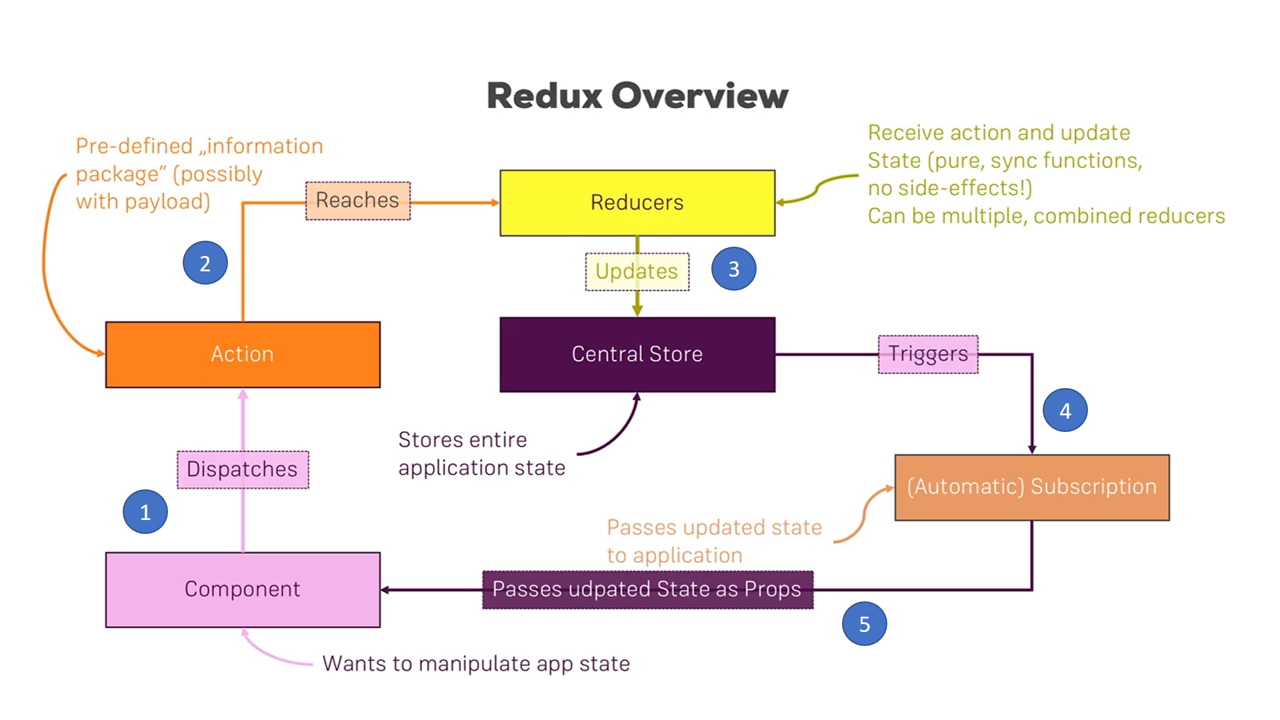 Redux Overview
Pre-defined „information
package” (possibly
with payload)
Reaches
Reducers
Receive action and update
State (pure, sync functions,
no side-effects!)
Can be multiple, combined reducers
2
Updates
3
Action
Central Store
Triggers
4
Stores entire
application state
Dispatches
1
(Automatic) Subscription
Passes updated state
to application
Component
Passes udpated State as Props
5
Wants to manipulate app state